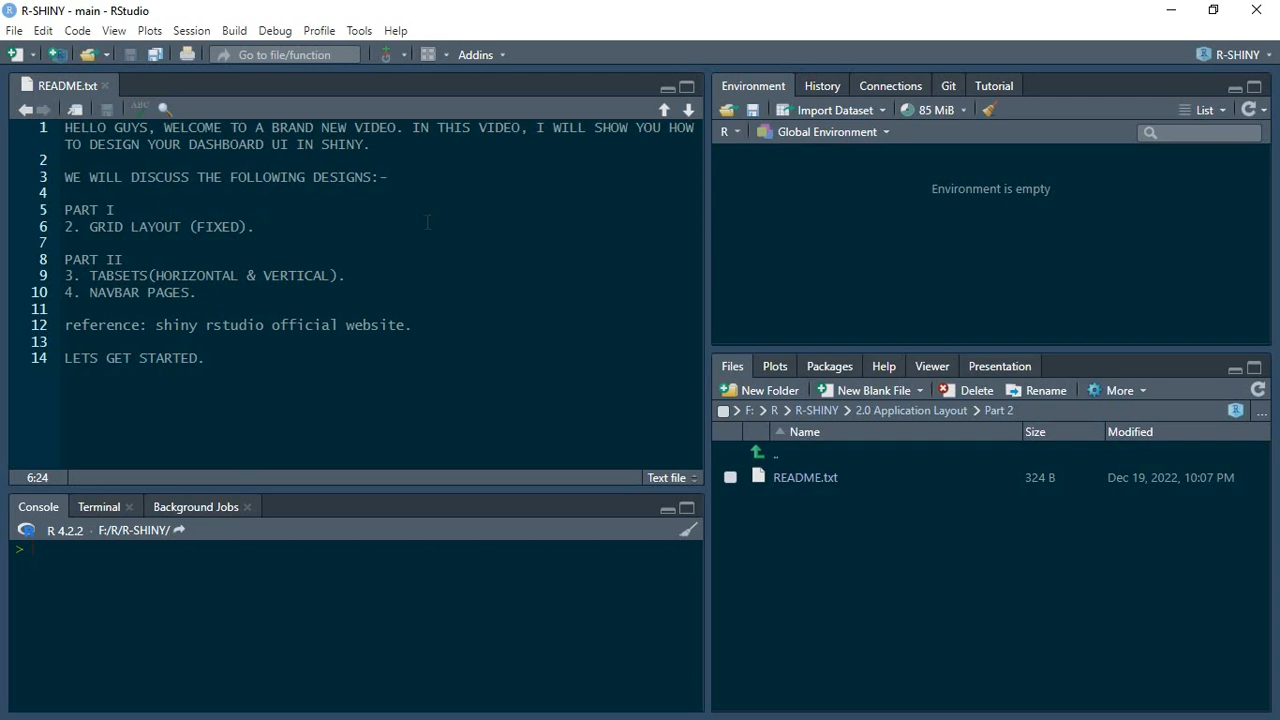 R-SHINY - main - RStudio
File Edit Code View Plots Session Build Debug Profile Tools Help
Go to file/function Addins R-SHINY
README.txt
ABC
1 HELLO GUYS, WELCOME TO A BRAND NEW VIDEO. IN THIS VIDEO, I WILL SHOW YOU HOW
TO DESIGN YOUR DASHBOARD UI IN SHINY.
2
3 WE WILL DISCUSS THE FOLLOWING DESIGNS:-
4
5 PART I
6 2. GRID LAYOUT (FIXED).
7
8 PART II
9 3. TABSETS(HORIZONTAL & VERTICAL).
10 4. NAVBAR PAGES.
11
12 reference: shiny rstudio official website.
13
14 LETS GET STARTED.
6:24 Text file
Console Terminal Background Jobs
R 4.2.2 · F:/R/R-SHINY/
>
Environment History Connections Git Tutorial
Import Dataset 85 MiB List
R Global Environment
Environment is empty
Files Plots Packages Help Viewer Presentation
New Folder New Blank File Delete Rename More
F: R R-SHINY 2.0 Application Layout Part 2 ...
Name Size Modified
..
README.txt 324 B Dec 19, 2022, 10:07 PM